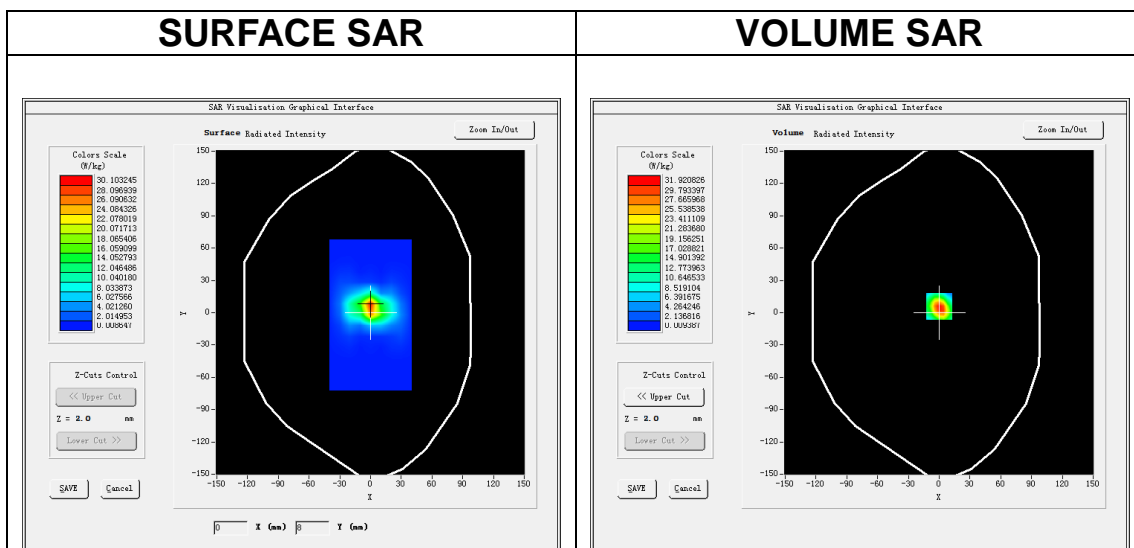 SURFACE SAR
VOLUME SAR
SAR Visualisation Graphical Interface
Surface Radiated Intensity
Zoom In/Out
Colors Scale
(W/kg)
30.103245
28.096939
26.090632
24.084326
22.078019
20.071713
18.065406
16.059099
14.052793
12.046486
10.040180
8.033873
6.027566
4.021260
2.014953
0.008647
Z-Cuts Control
<< Upper Cut
Z = 2.0 mm
Lower Cut >>
SAVE
Cancel
150
120
90
60
30
0
-30
-60
-90
-120
-150
Y
-150 -120 -90 -60 -30 0 30 60 90 120 150
X
0 X (mm) 8 Y (mm)
SAR Visualisation Graphical Interface
Volume Radiated Intensity
Zoom In/Out
Colors Scale
(W/kg)
31.920826
29.793397
27.665968
25.538538
23.411109
21.283680
19.156251
17.028821
14.901392
12.773963
10.646533
8.519104
6.391675
4.264246
2.136816
0.009387
Z-Cuts Control
<< Upper Cut
Z = 2.0 mm
Lower Cut >>
SAVE
Cancel
150
120
90
60
30
0
-30
-60
-90
-120
-150
Y
-150 -120 -90 -60 -30 0 30 60 90 120 150
X